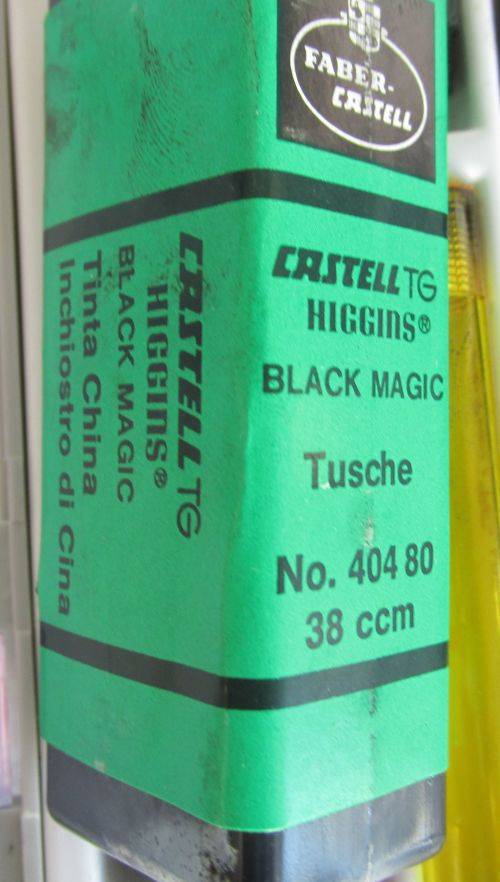 FABER-
CASTELL
CASTELL TG
HIGGINS®
BLACK MAGIC
Tusche
No. 404 80
38 ccm
CASTELL TG
HIGGINS®
BLACK MAGIC
Tinta China
Inchiostro di Cina